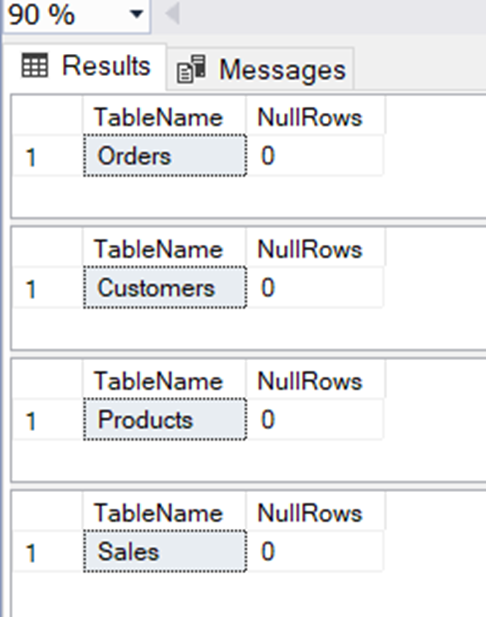 90 %
Results Messages
TableName NullRows
1 Orders 0
TableName NullRows
1 Customers 0
TableName NullRows
1 Products 0
TableName NullRows
1 Sales 0